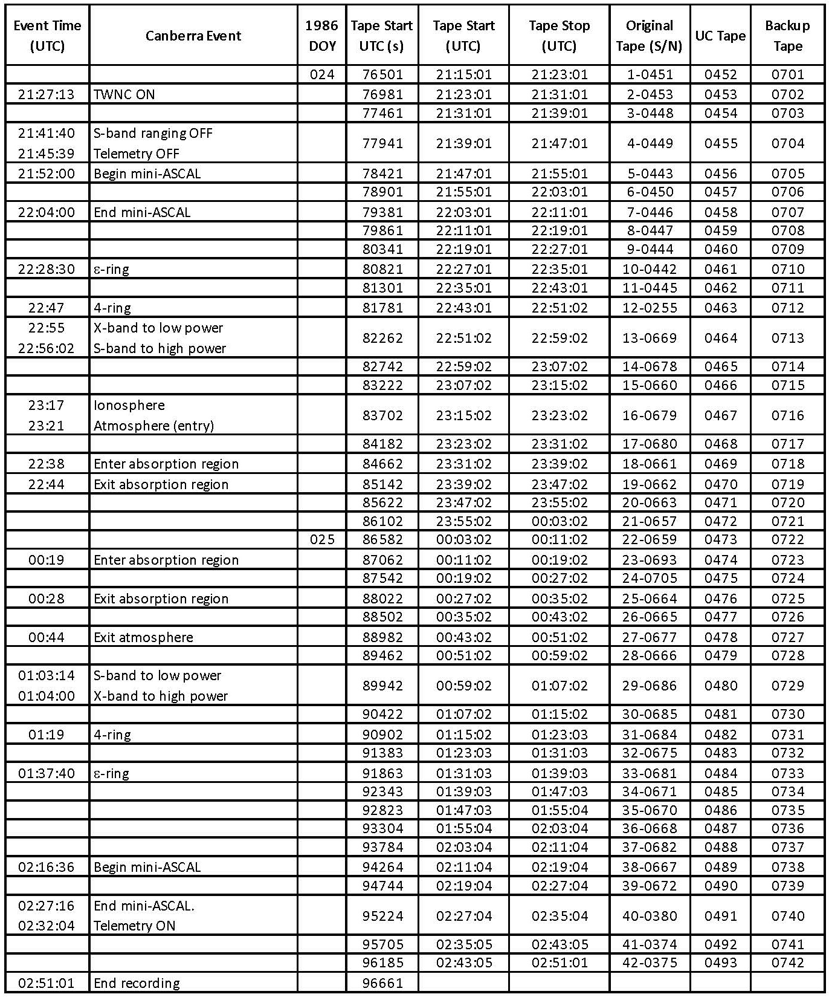 Event Time (UTC) Canberra Event 1986 DOY Tape Start UTC (s) Tape Start (UTC) Tape Stop (UTC) Original Tape (S/N) UC Tape Backup Tape
024 76501 21:15:01 21:23:01 1-0451 0452 0701
21:27:13 TWNC ON 76981 21:23:01 21:31:01 2-0453 0453 0702
77461 21:31:01 21:39:01 3-0448 0454 0703
21:41:40 S-band ranging OFF
21:45:39 Telemetry OFF
77941 21:39:01 21:47:01 4-0449 0455 0704
21:52:00 Begin mini-ASCAL 78421 21:47:01 21:55:01 5-0443 0456 0705
78901 21:55:01 22:03:01 6-0450 0457 0706
22:04:00 End mini-ASCAL 79381 22:03:01 22:11:01 7-0446 0458 0707
79861 22:11:01 22:19:01 8-0447 0459 0708
80341 22:19:01 22:27:01 9-0444 0460 0709
22:28:30 ε-ring 80821 22:27:01 22:35:01 10-0442 0461 0710
81301 22:35:01 22:43:01 11-0445 0462 0711
22:47 4-ring 81781 22:43:01 22:51:02 12-0255 0463 0712
22:55 X-band to low power
22:56:02 S-band to high power
82262 22:51:02 22:59:02 13-0669 0464 0713
82742 22:59:02 23:07:02 14-0678 0465 0714
83222 23:07:02 23:15:02 15-0660 0466 0715
23:17 Ionosphere
23:21 Atmosphere (entry)
83702 23:15:02 23:23:02 16-0679 0467 0716
84182 23:23:02 23:31:02 17-0680 0468 0717
22:38 Enter absorption region 84662 23:31:02 23:39:02 18-0661 0469 0718
22:44 Exit absorption region 85142 23:39:02 23:47:02 19-0662 0470 0719
85622 23:47:02 23:55:02 20-0663 0471 0720
86102 23:55:02 00:03:02 21-0657 0472 0721
025 86582 00:03:02 00:11:02 22-0659 0473 0722
00:19 Enter absorption region 87062 00:11:02 00:19:02 23-0693 0474 0723
87542 00:19:02 00:27:02 24-0705 0475 0724
00:28 Exit absorption region 88022 00:27:02 00:35:02 25-0664 0476 0725
88502 00:35:02 00:43:02 26-0665 0477 0726
00:44 Exit atmosphere 88982 00:43:02 00:51:02 27-0677 0478 0727
89462 00:51:02 00:59:02 28-0666 0479 0728
01:03:14 S-band to low power
01:04:00 X-band to high power
89942 00:59:02 01:07:02 29-0686 0480 0729
90422 01:07:02 01:15:02 30-0685 0481 0730
01:19 4-ring 90902 01:15:02 01:23:03 31-0684 0482 0731
91383 01:23:03 01:31:03 32-0675 0483 0732
01:37:40 ε-ring 91863 01:31:03 01:39:03 33-0681 0484 0733
92343 01:39:03 01:47:03 34-0671 0485 0734
92823 01:47:03 01:55:04 35-0670 0486 0735
93304 01:55:04 02:03:04 36-0668 0487 0736
93784 02:03:04 02:11:04 37-0682 0488 0737
02:16:36 Begin mini-ASCAL 94264 02:11:04 02:19:04 38-0667 0489 0738
94744 02:19:04 02:27:04 39-0672 0490 0739
02:27:16 End mini-ASCAL.
02:32:04 Telemetry ON
95224 02:27:04 02:35:04 40-0380 0491 0740
95705 02:35:05 02:43:05 41-0374 0492 0741
96185 02:43:05 02:51:01 42-0375 0493 0742
02:51:01 End recording 96661